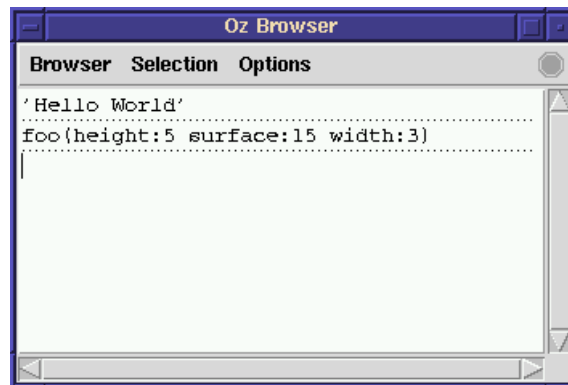 Oz Browser
Browser Selection Options
'Hello World'
foo(height:5 surface:15 width:3)